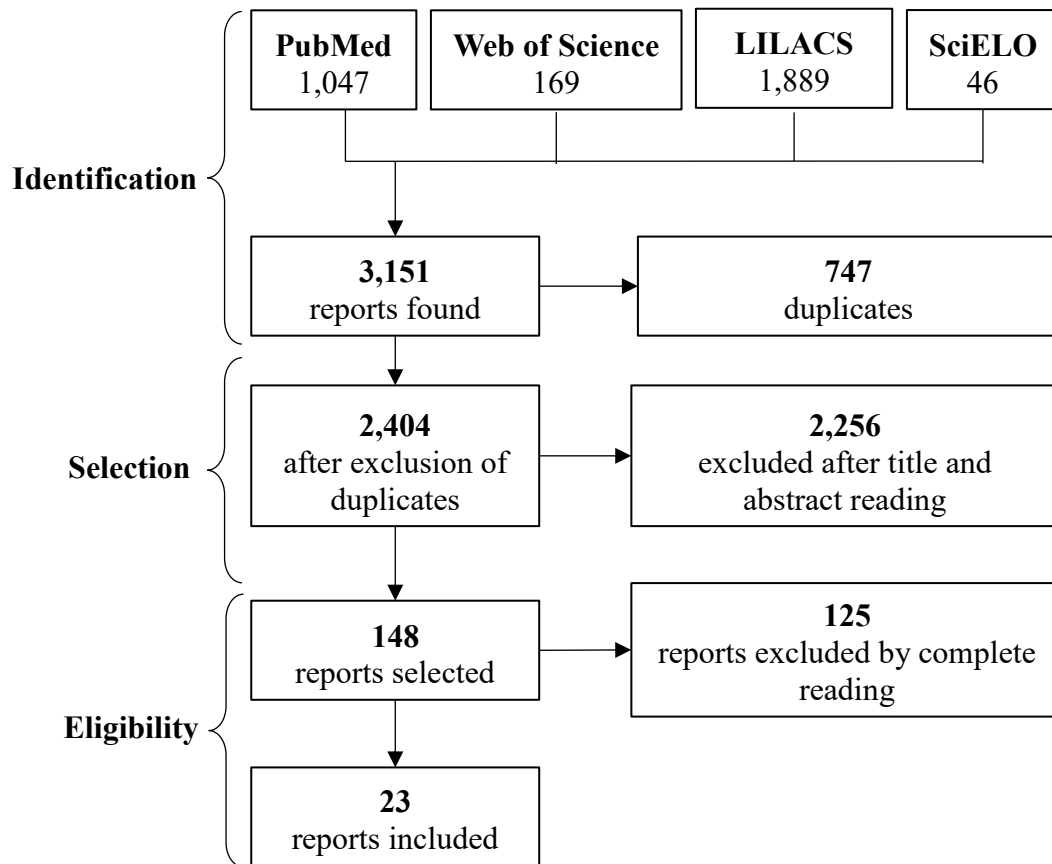 PubMed
1,047
Web of Science
169
LILACS
1,889
SciELO
46
Identification
3,151
reports found
747
duplicates
Selection
2,404
after exclusion of
duplicates
2,256
excluded after title and
abstract reading
Eligibility
148
reports selected
125
reports excluded by complete
reading
23
reports included